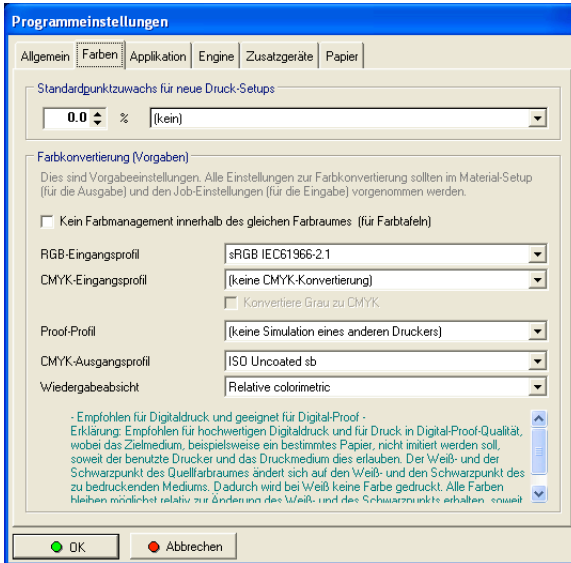 Programmeinstellungen
Allgemein Farben Applikation Engine Zusatzgeräte Papier
Standardpunktzuwachs für neue Druck-Setups
0.0 % (kein)
Farbkonvertierung (Vorgaben)
Dies sind Vorgabeeinstellungen. Alle Einstellungen zur Farbkonvertierung sollten im Material-Setup
(für die Ausgabe) und den Job-Einstellungen (für die Eingabe) vorgenommen werden.
Kein Farbmanagement innerhalb des gleichen Farbraumes (für Farbtafeln)
RGB-Eingangsprofil sRGB IEC61966-2.1
CMYK-Eingangsprofil (keine CMYK-Konvertierung)
Konvertiere Grau zu CMYK
Proof-Profil (keine Simulation eines anderen Druckers)
CMYK-Ausgangsprofil ISO Uncoated sb
Wiedergabeabsicht Relative colorimetric
- Empfohlen für Digitaldruck und geeignet für Digital-Proof -
Erklärung: Empfohlen für hochwertigen Digitaldruck und für Druck in Digital-Proof-Qualität,
wobei das Zielmedium, beispielsweise ein bestimmtes Papier, nicht imitiert werden soll,
soweit der benutzte Drucker und das Druckmedium dies erlauben. Der Weiß- und der
Schwarzpunkt des Quellfarbraumes ändert sich auf den Weiß- und den Schwarzpunkt des
zu bedruckenden Mediums. Dadurch wird bei Weiß keine Farbe gedruckt. Alle Farben
bleiben möglichst relativ zur Änderung des Weiß- und des Schwarzpunkts erhalten, soweit
OK Abbrechen